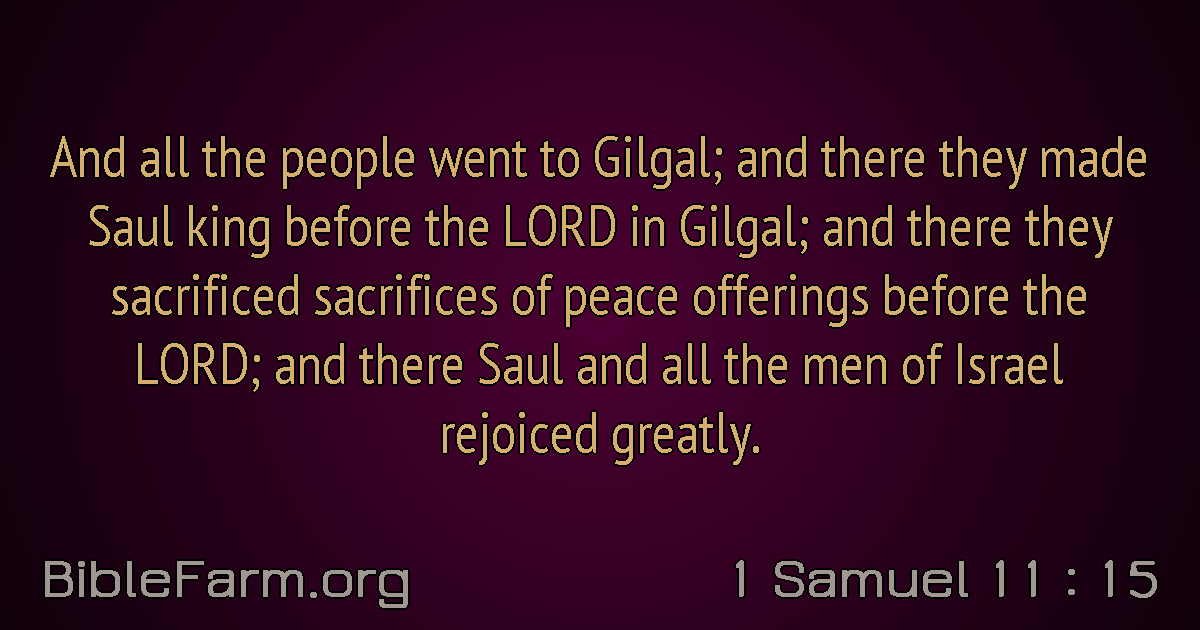 And all the people went to Gilgal; and there they made
Saul king before the LORD in Gilgal; and there they
sacrificed sacrifices of peace offerings before the
LORD; and there Saul and all the men of Israel
rejoiced greatly.
BibleFarm.org
1 Samuel 11 : 15